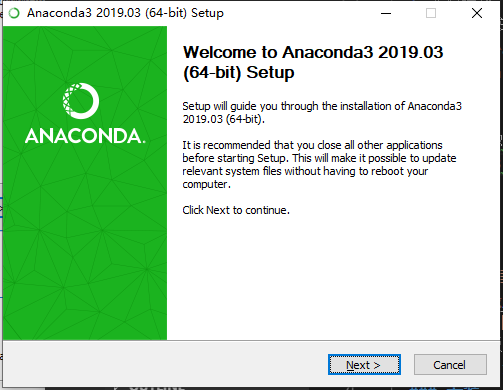 Anaconda3 2019.03 (64-bit) Setup
ANACONDA.
Welcome to Anaconda3 2019.03
(64-bit) Setup
Setup will guide you through the installation of Anaconda3
2019.03 (64-bit).
It is recommended that you close all other applications
before starting Setup. This will make it possible to update
relevant system files without having to reboot your
computer.
Click Next to continue.
Next >
Cancel